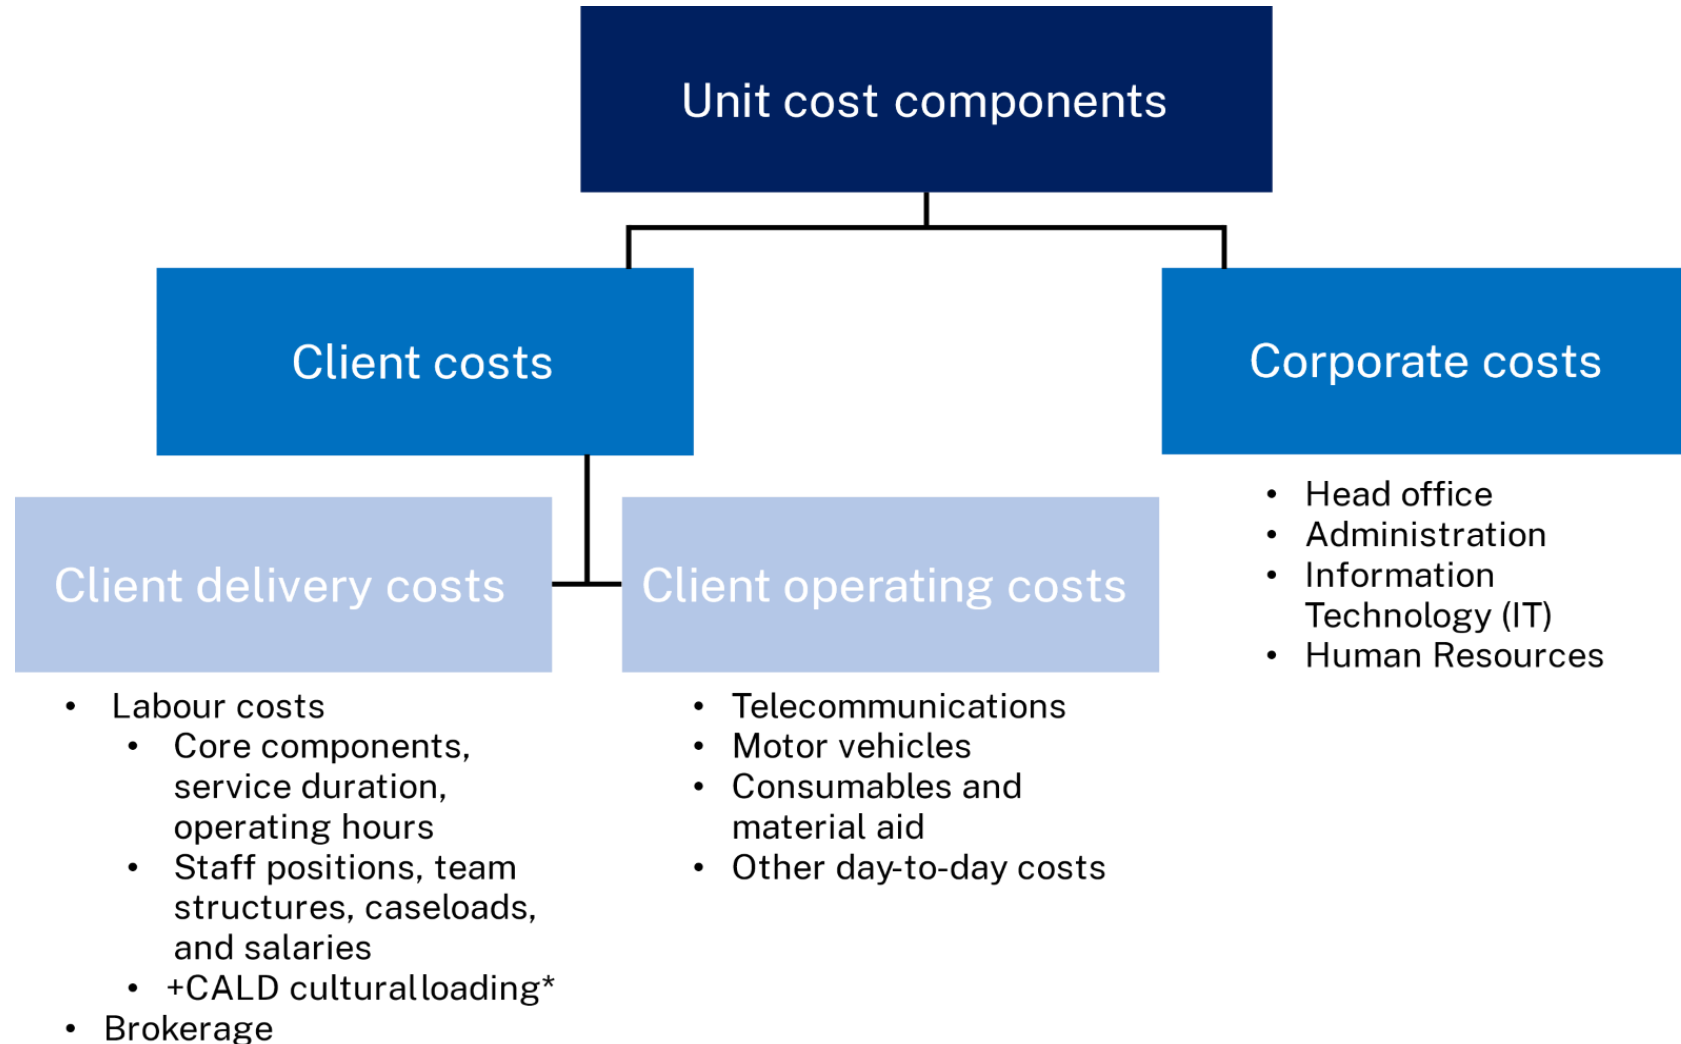 Unit cost components
Client costs
Corporate costs
Client delivery costs
Client operating costs
• Head office
• Administration
• Information
Technology (IT)
• Human Resources
• Labour costs
• Core components,
service duration,
operating hours
• Staff positions, team
structures, caseloads,
and salaries
• +CALD cultural loading*
• Brokerage
• Telecommunications
• Motor vehicles
• Consumables and
material aid
• Other day-to-day costs